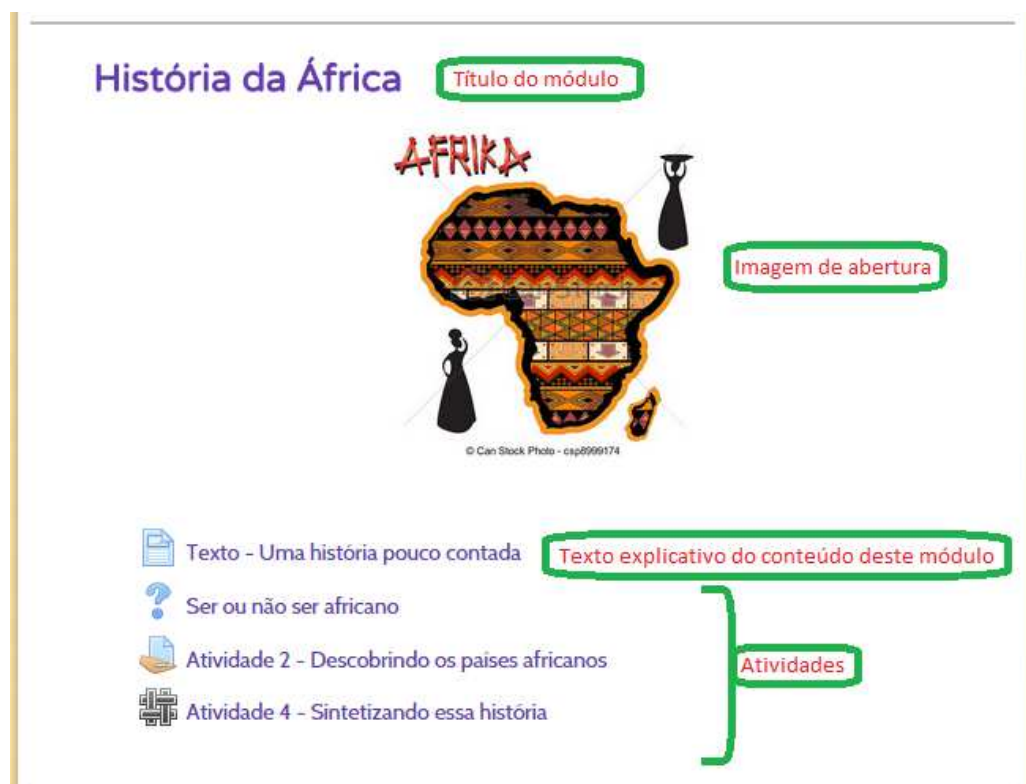 História da África
Título do módulo
AFRIKA
Imagem de abertura
© Can Stock Photo - csp8999174
Texto - Uma história pouco contada
Texto explicativo do conteúdo deste módulo
Ser ou não ser africano
Atividade 2 - Descobrindo os países africanos
Atividades
Atividade 4 - Sintetizando essa história